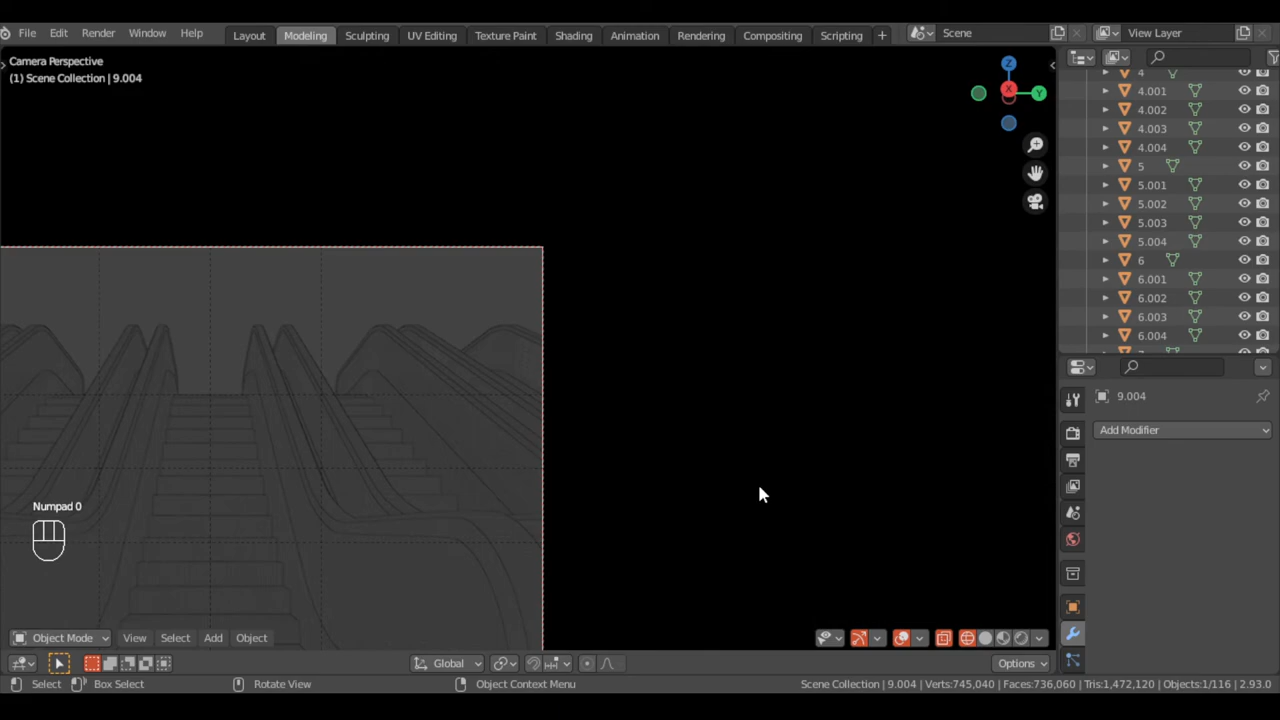 File Edit Render Window Help Layout Modeling Sculpting UV Editing Texture Paint Shading Animation Rendering Compositing Scripting + Scene View Layer
Camera Perspective
(1) Scene Collection | 9.004
Z
X
Y
4
4.001
4.002
4.003
4.004
5
5.001
5.002
5.003
5.004
6
6.001
6.002
6.003
6.004
9.004
Add Modifier
Numpad 0
Object Mode View Select Add Object
Global
Options
Select Box Select Rotate View Object Context Menu Scene Collection | 9.004 | Verts:745,040 | Faces:736,060 | Tris:1,472,120 | Objects:1/116 | 2.93.0